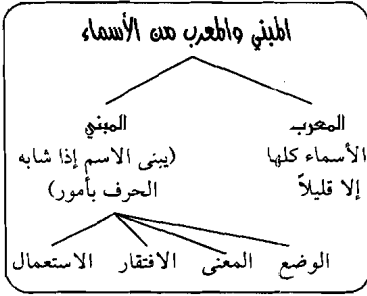 المبني والمعرب من الأسماء
المعرب
الأسماء كلها
إلا قليلاً
المبني
(يبنى الاسم إذا شابه
الحرف بأمور)
الوضع المعنى الافتقار الاستعمال